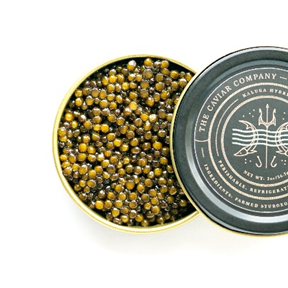 THE CAVIAR COMPANY
KALUGA HYBRID
NET WT.
PERISHABLE. REFRIGERATE
INGREDIENTS: FARMED STURGEON